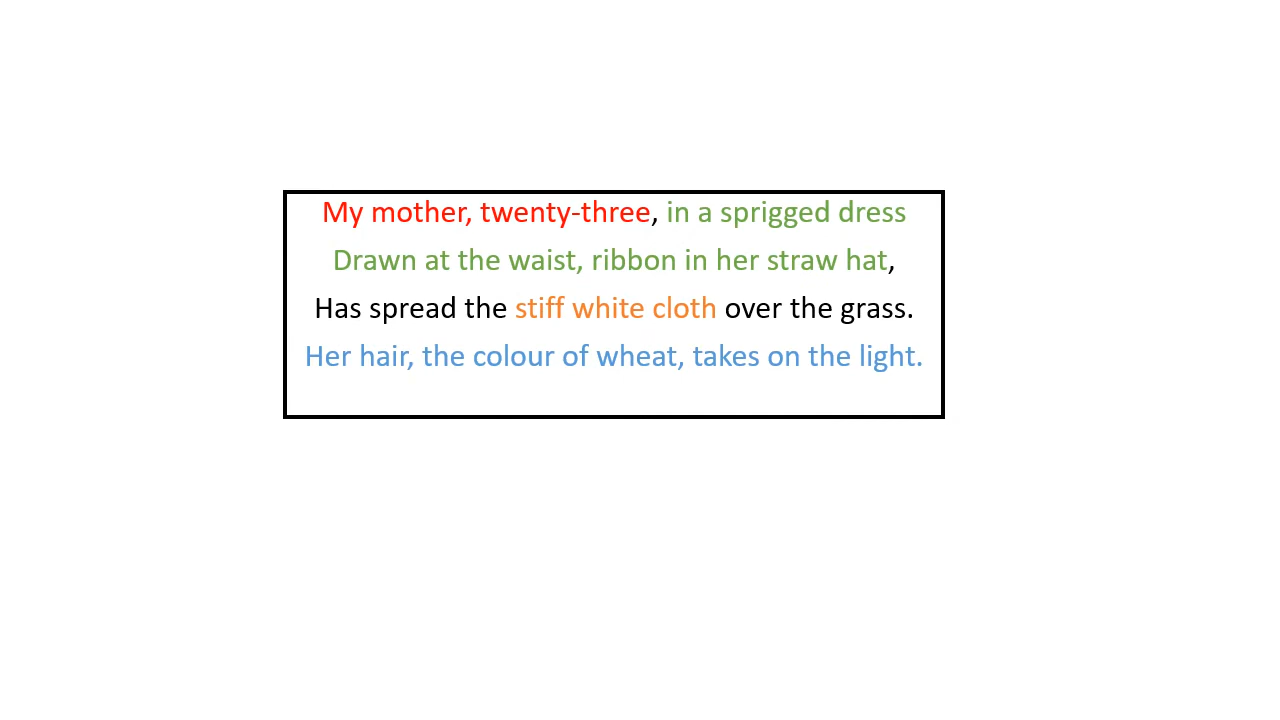 My mother, twenty-three, in a sprigged dress
Drawn at the waist, ribbon in her straw hat,
Has spread the stiff white cloth over the grass.
Her hair, the colour of wheat, takes on the light.